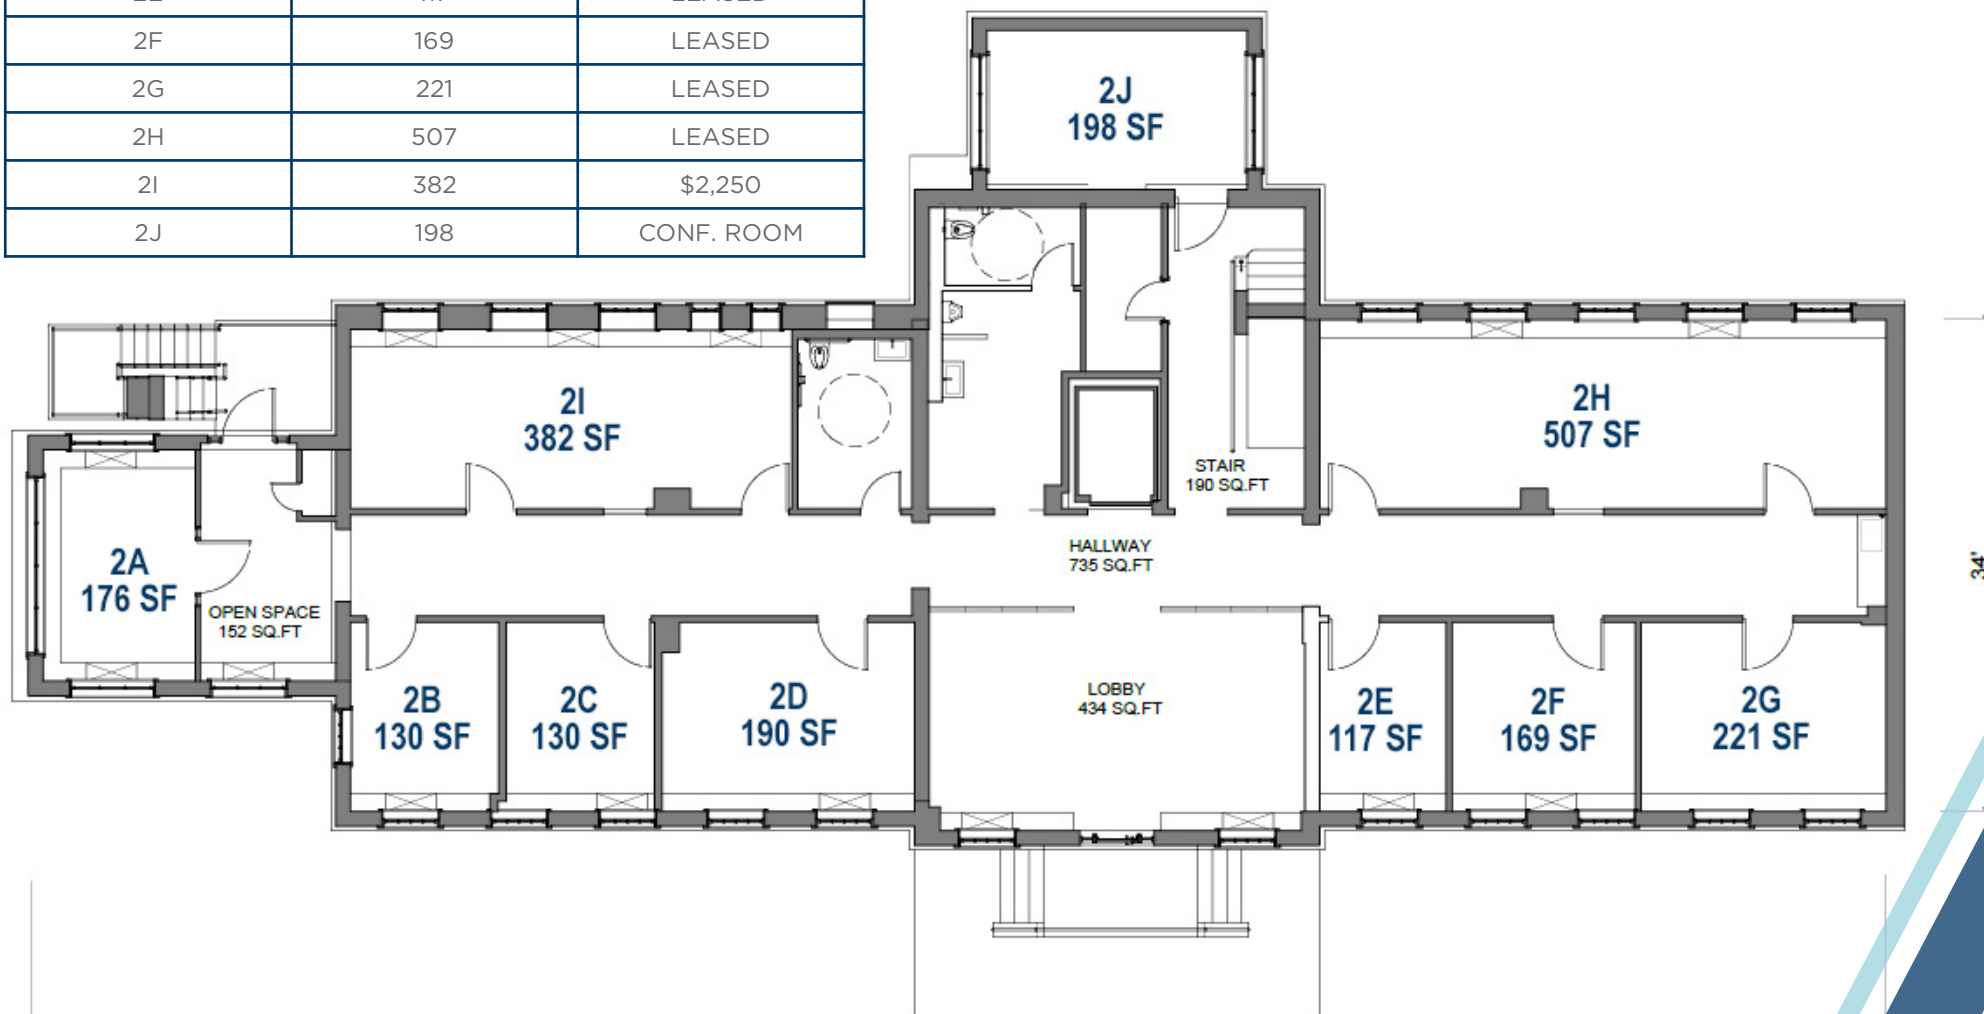 2F 169 LEASED
2G 221 LEASED
2H 507 LEASED
2I 382 $2,250
2J 198 CONF. ROOM
2J
198 SF
2I
382 SF
2H
507 SF
STAIR
190 SQ.FT
HALLWAY
735 SQ.FT
34'
2A
176 SF
OPEN SPACE
152 SQ.FT
2B
130 SF
2C
130 SF
2D
190 SF
LOBBY
434 SQ.FT
2E
117 SF
2F
169 SF
2G
221 SF